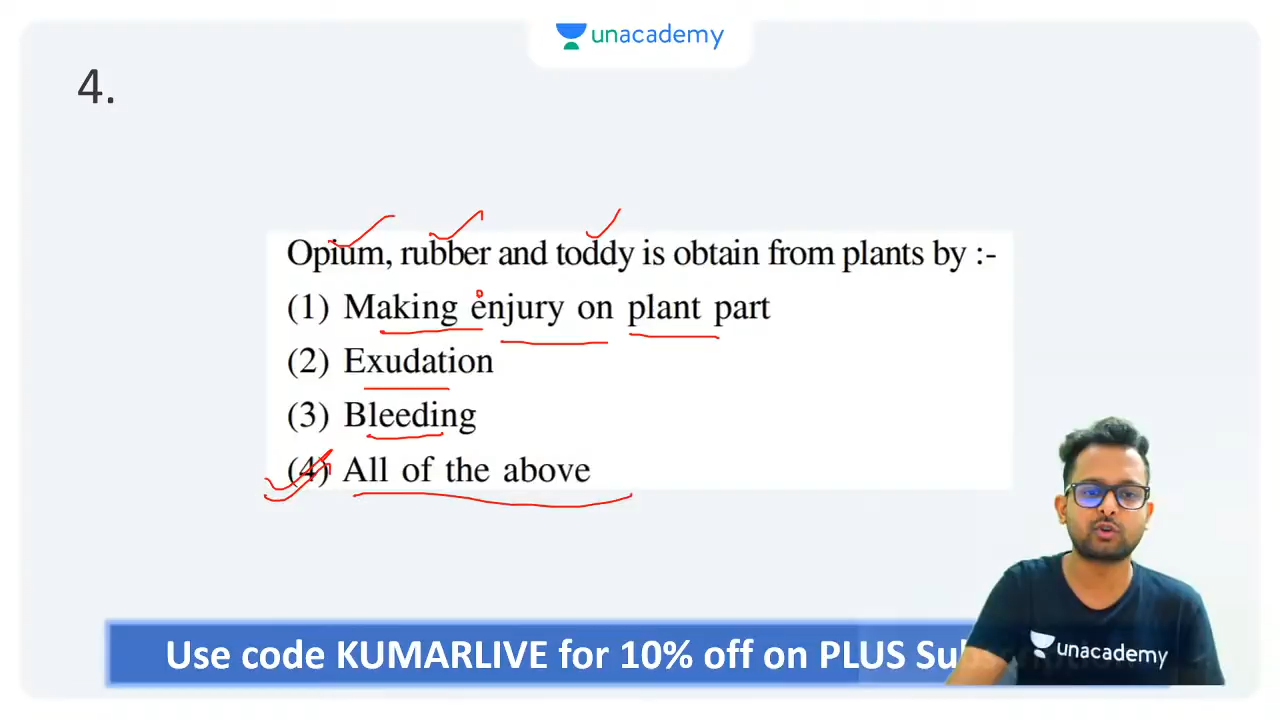 unacademy
4.
Opium, rubber and toddy is obtain from plants by :-
(1) Making enjury on plant part
(2) Exudation
(3) Bleeding
(4) All of the above
Use code KUMARLIVE for 10% off on PLUS
unacademy